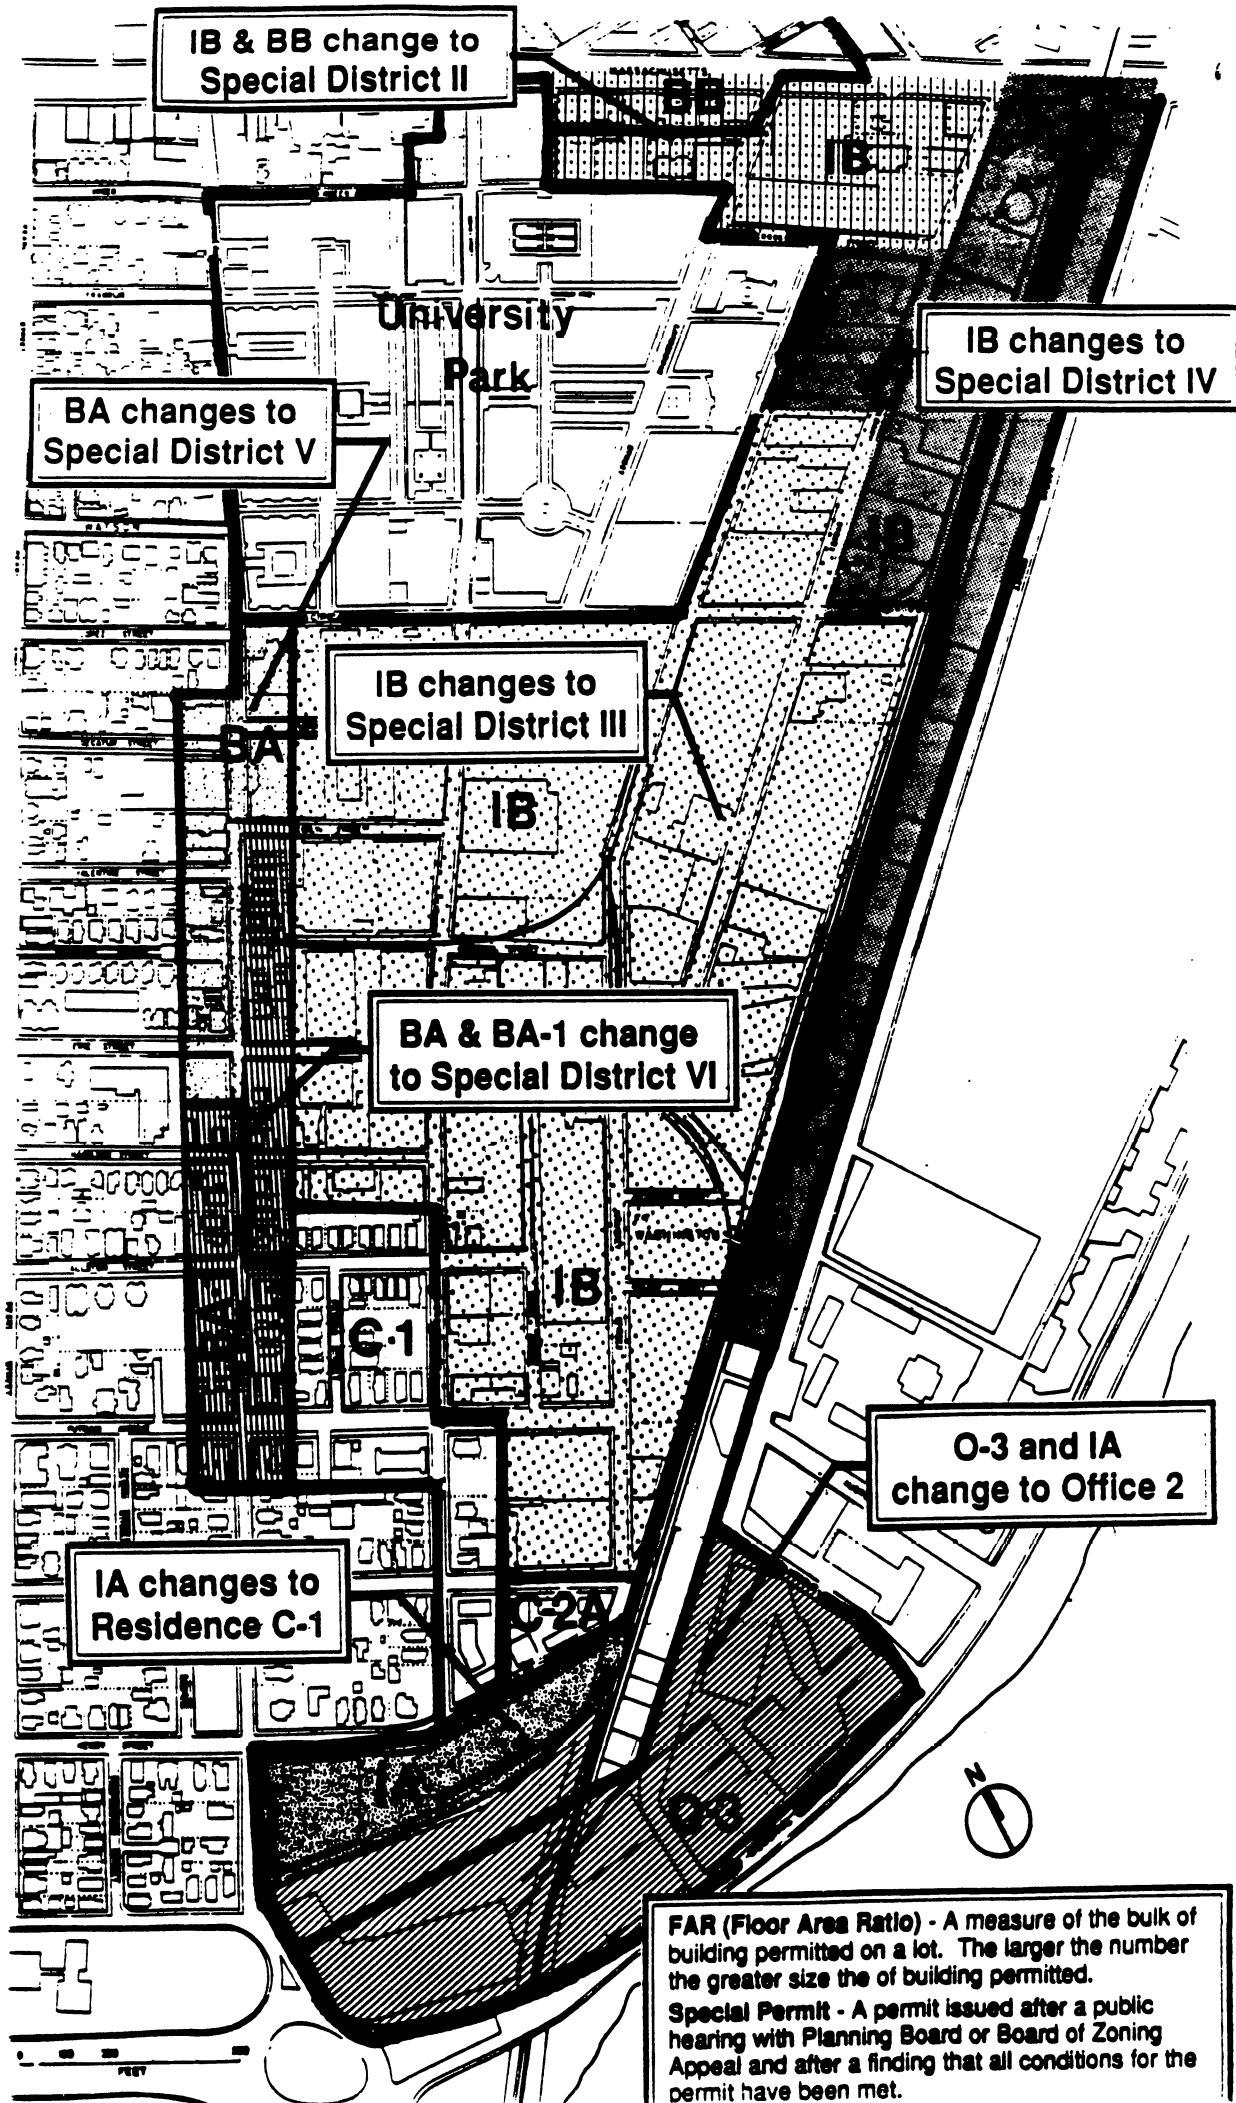 IB & BB change to
Special District II
MASSACHUSETTS
BB
IB
University
Park
IB changes to
Special District IV
BA changes to
Special District V
IB
IB changes to
Special District III
BA
IB
BA & BA-1 change
to Special District VI
IB
C-1
O-3 and IA
change to Office 2
IA changes to
Residence C-1
C-2A
IA
O-3
N
FEET
FAR (Floor Area Ratio) - A measure of the bulk of
building permitted on a lot. The larger the number
the greater size the of building permitted.
Special Permit - A permit issued after a public
hearing with Planning Board or Board of Zoning
Appeal and after a finding that all conditions for the
permit have been met.